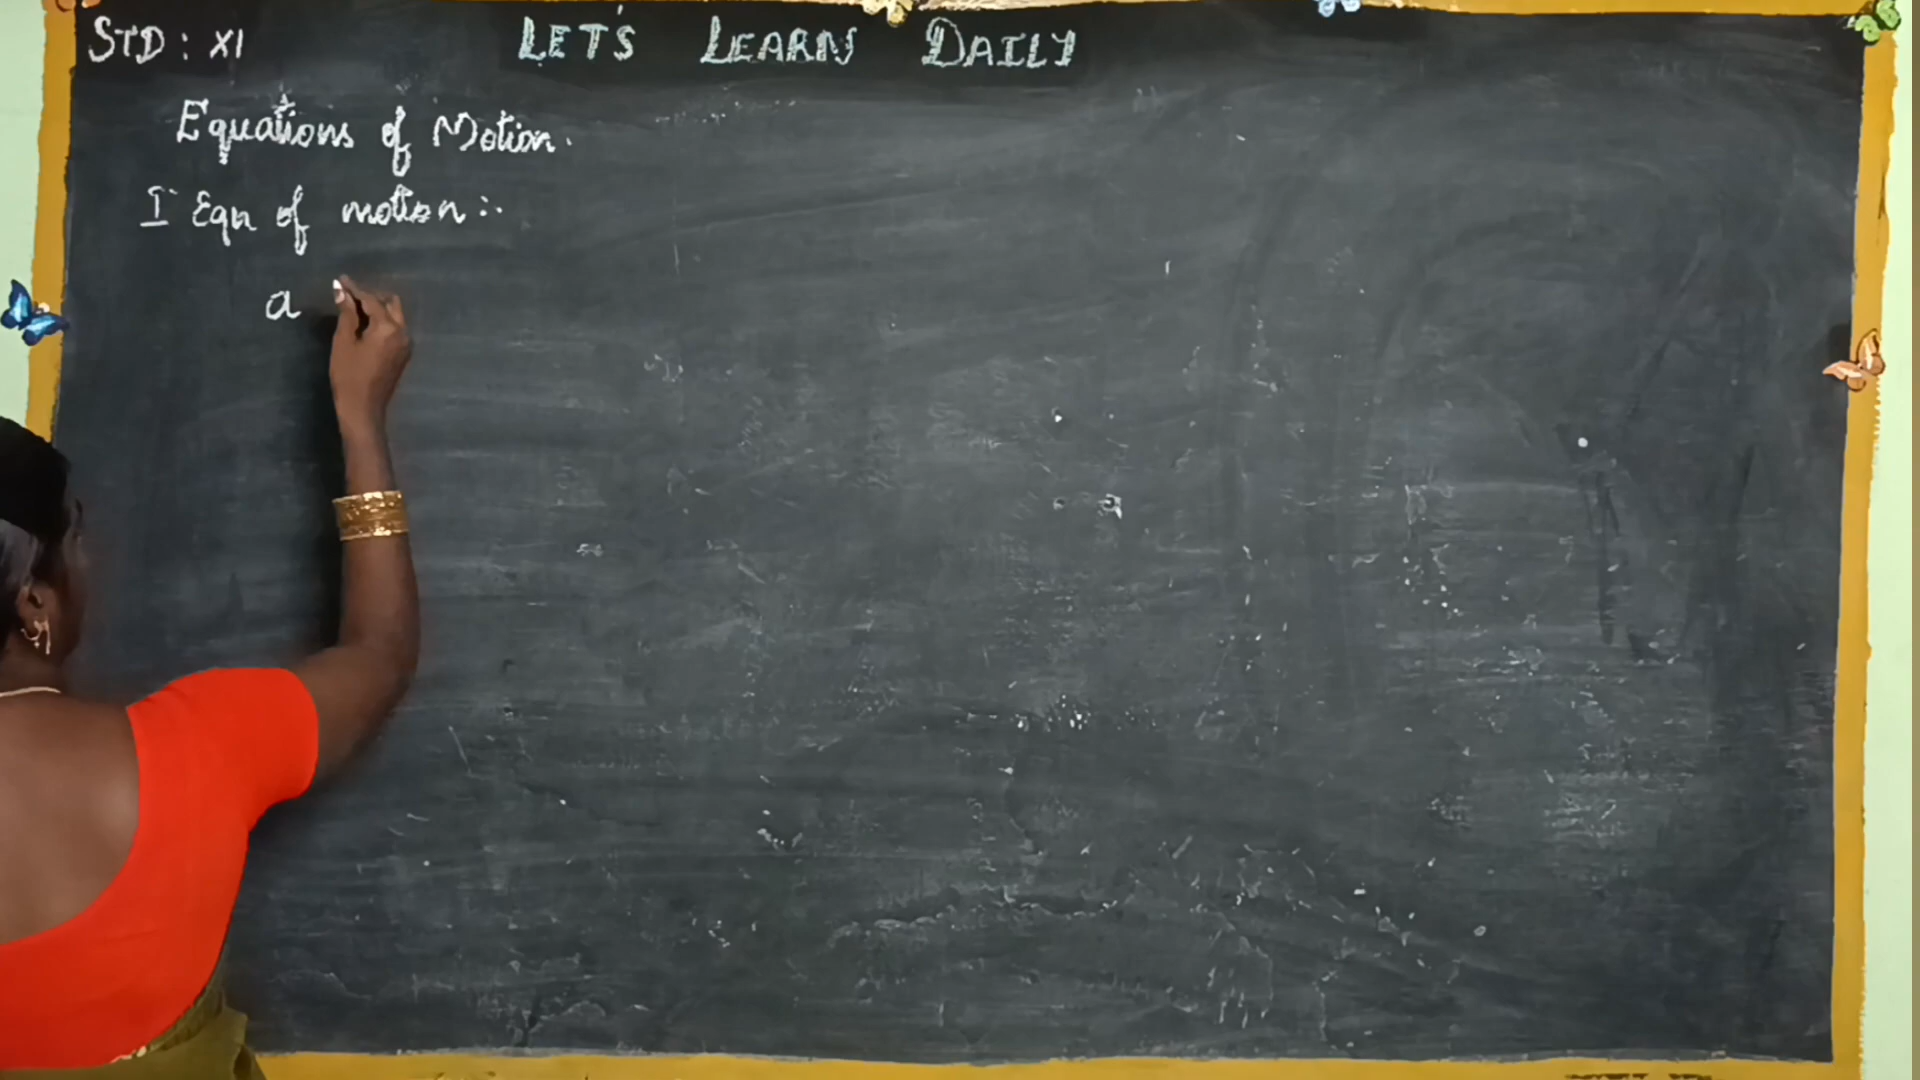 STD : XI
LET'S LEARN DAILY
Equations of Motion.
I Eqn of motion :-
a